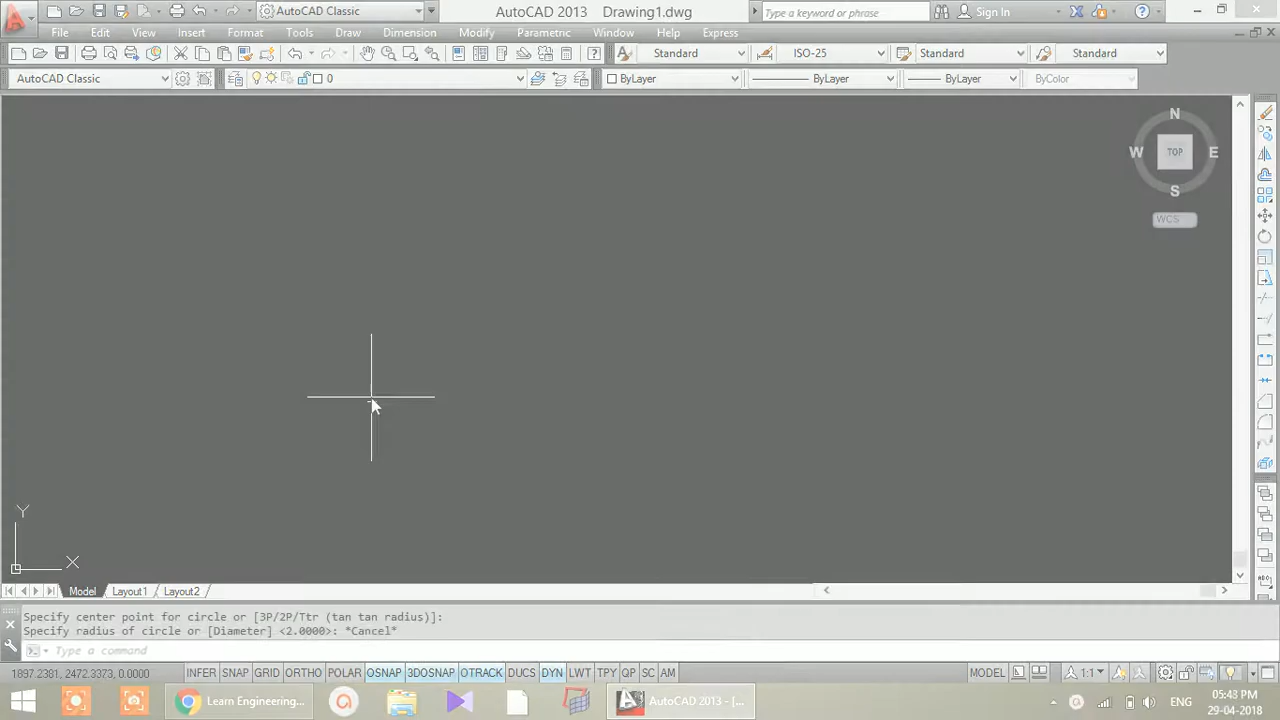 AutoCAD Classic
AutoCAD 2013 Drawing1.dwg
Type a keyword or phrase
Sign In
File Edit View Insert Format Tools Draw Dimension Modify Parametric Window Help Express
Standard ISO-25 Standard Standard
AutoCAD Classic 0 ByLayer ByLayer ByLayer ByColor
N
W TOP E
S
WCS
Y
X
Model Layout1 Layout2
Specify center point for circle or [3P/2P/Ttr (tan tan radius)]:
Specify radius of circle or [Diameter] <2.0000>: *Cancel*
Type a command
1897.2381, 2472.3373, 0.0000 INFER SNAP GRID ORTHO POLAR OSNAP 3DOSNAP OTRACK DUCS DYN LWT TPY QP SC AM MODEL 1:1
Learn Engineering... AutoCAD 2013 - [... ENG 05:43 PM
29-04-2018